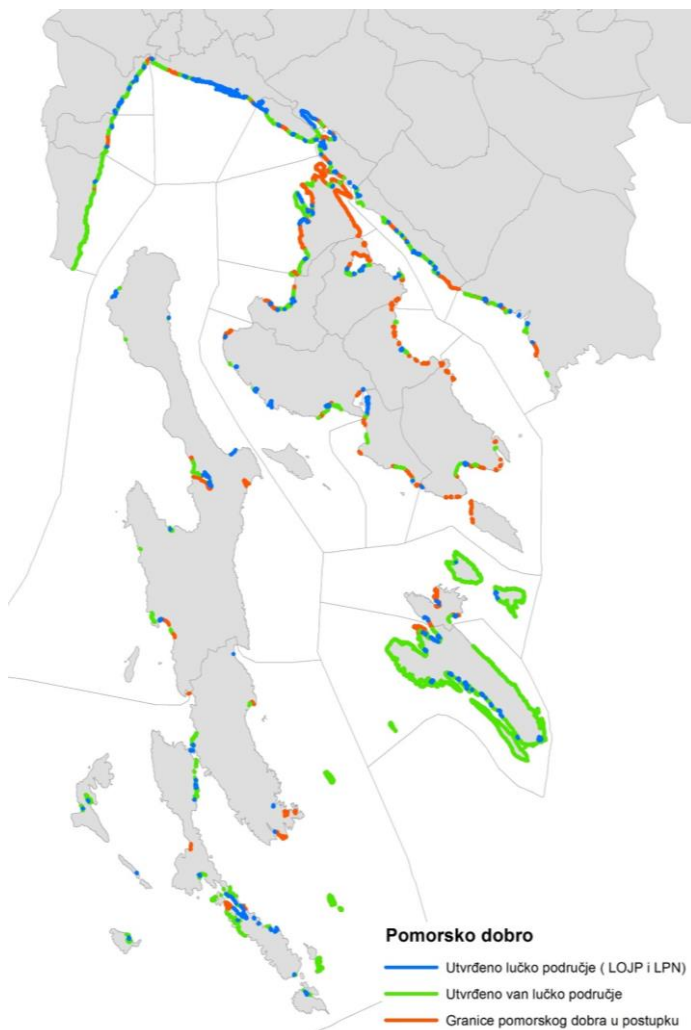 Pomorsko dobro
Utvrđeno lučko područje ( LOJP i LPN)
Utvrđeno van lučko područje
Granice pomorskog dobra u postupku